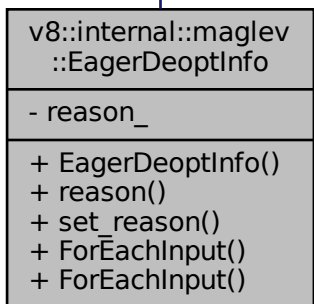 v8::internal::maglev
::EagerDeoptInfo
- reason_
+ EagerDeoptInfo()
+ reason()
+ set_reason()
+ ForEachInput()
+ ForEachInput()